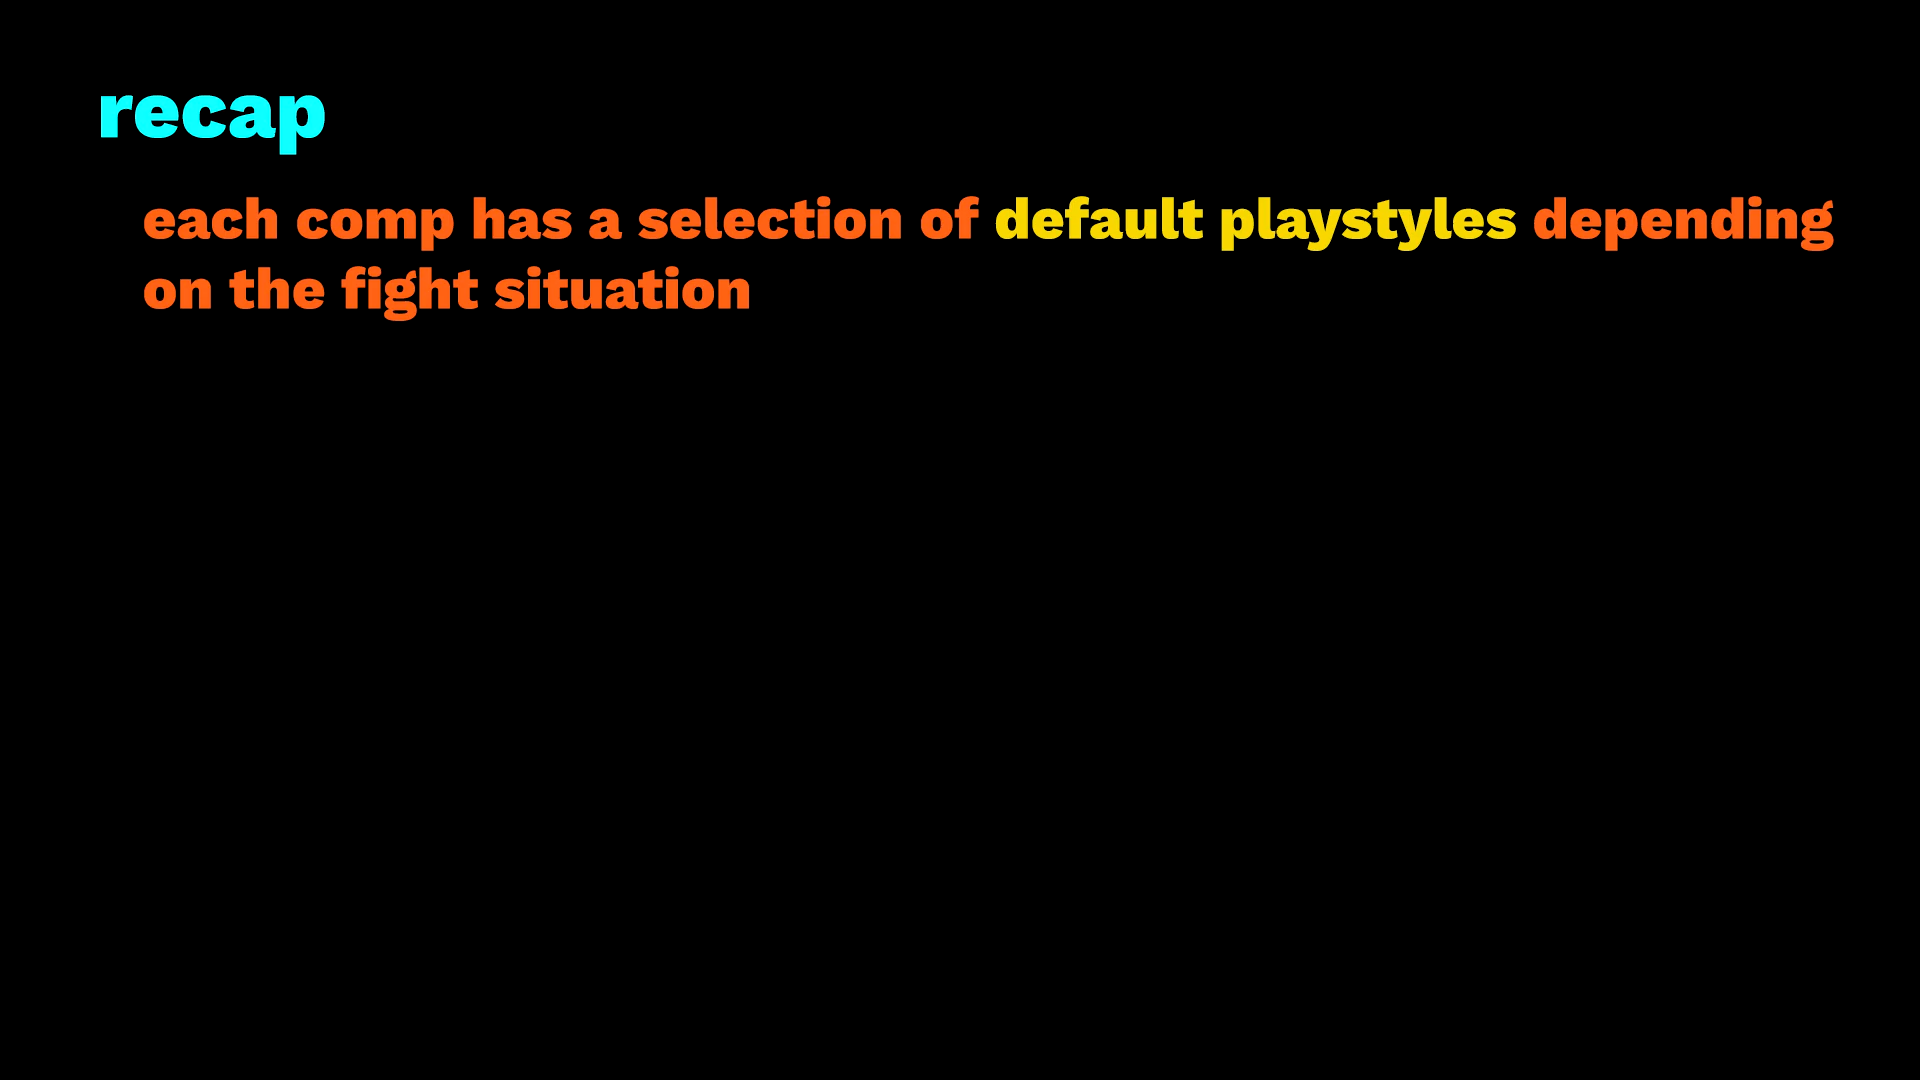 recap
each comp has a selection of default playstyles depending
on the fight situation